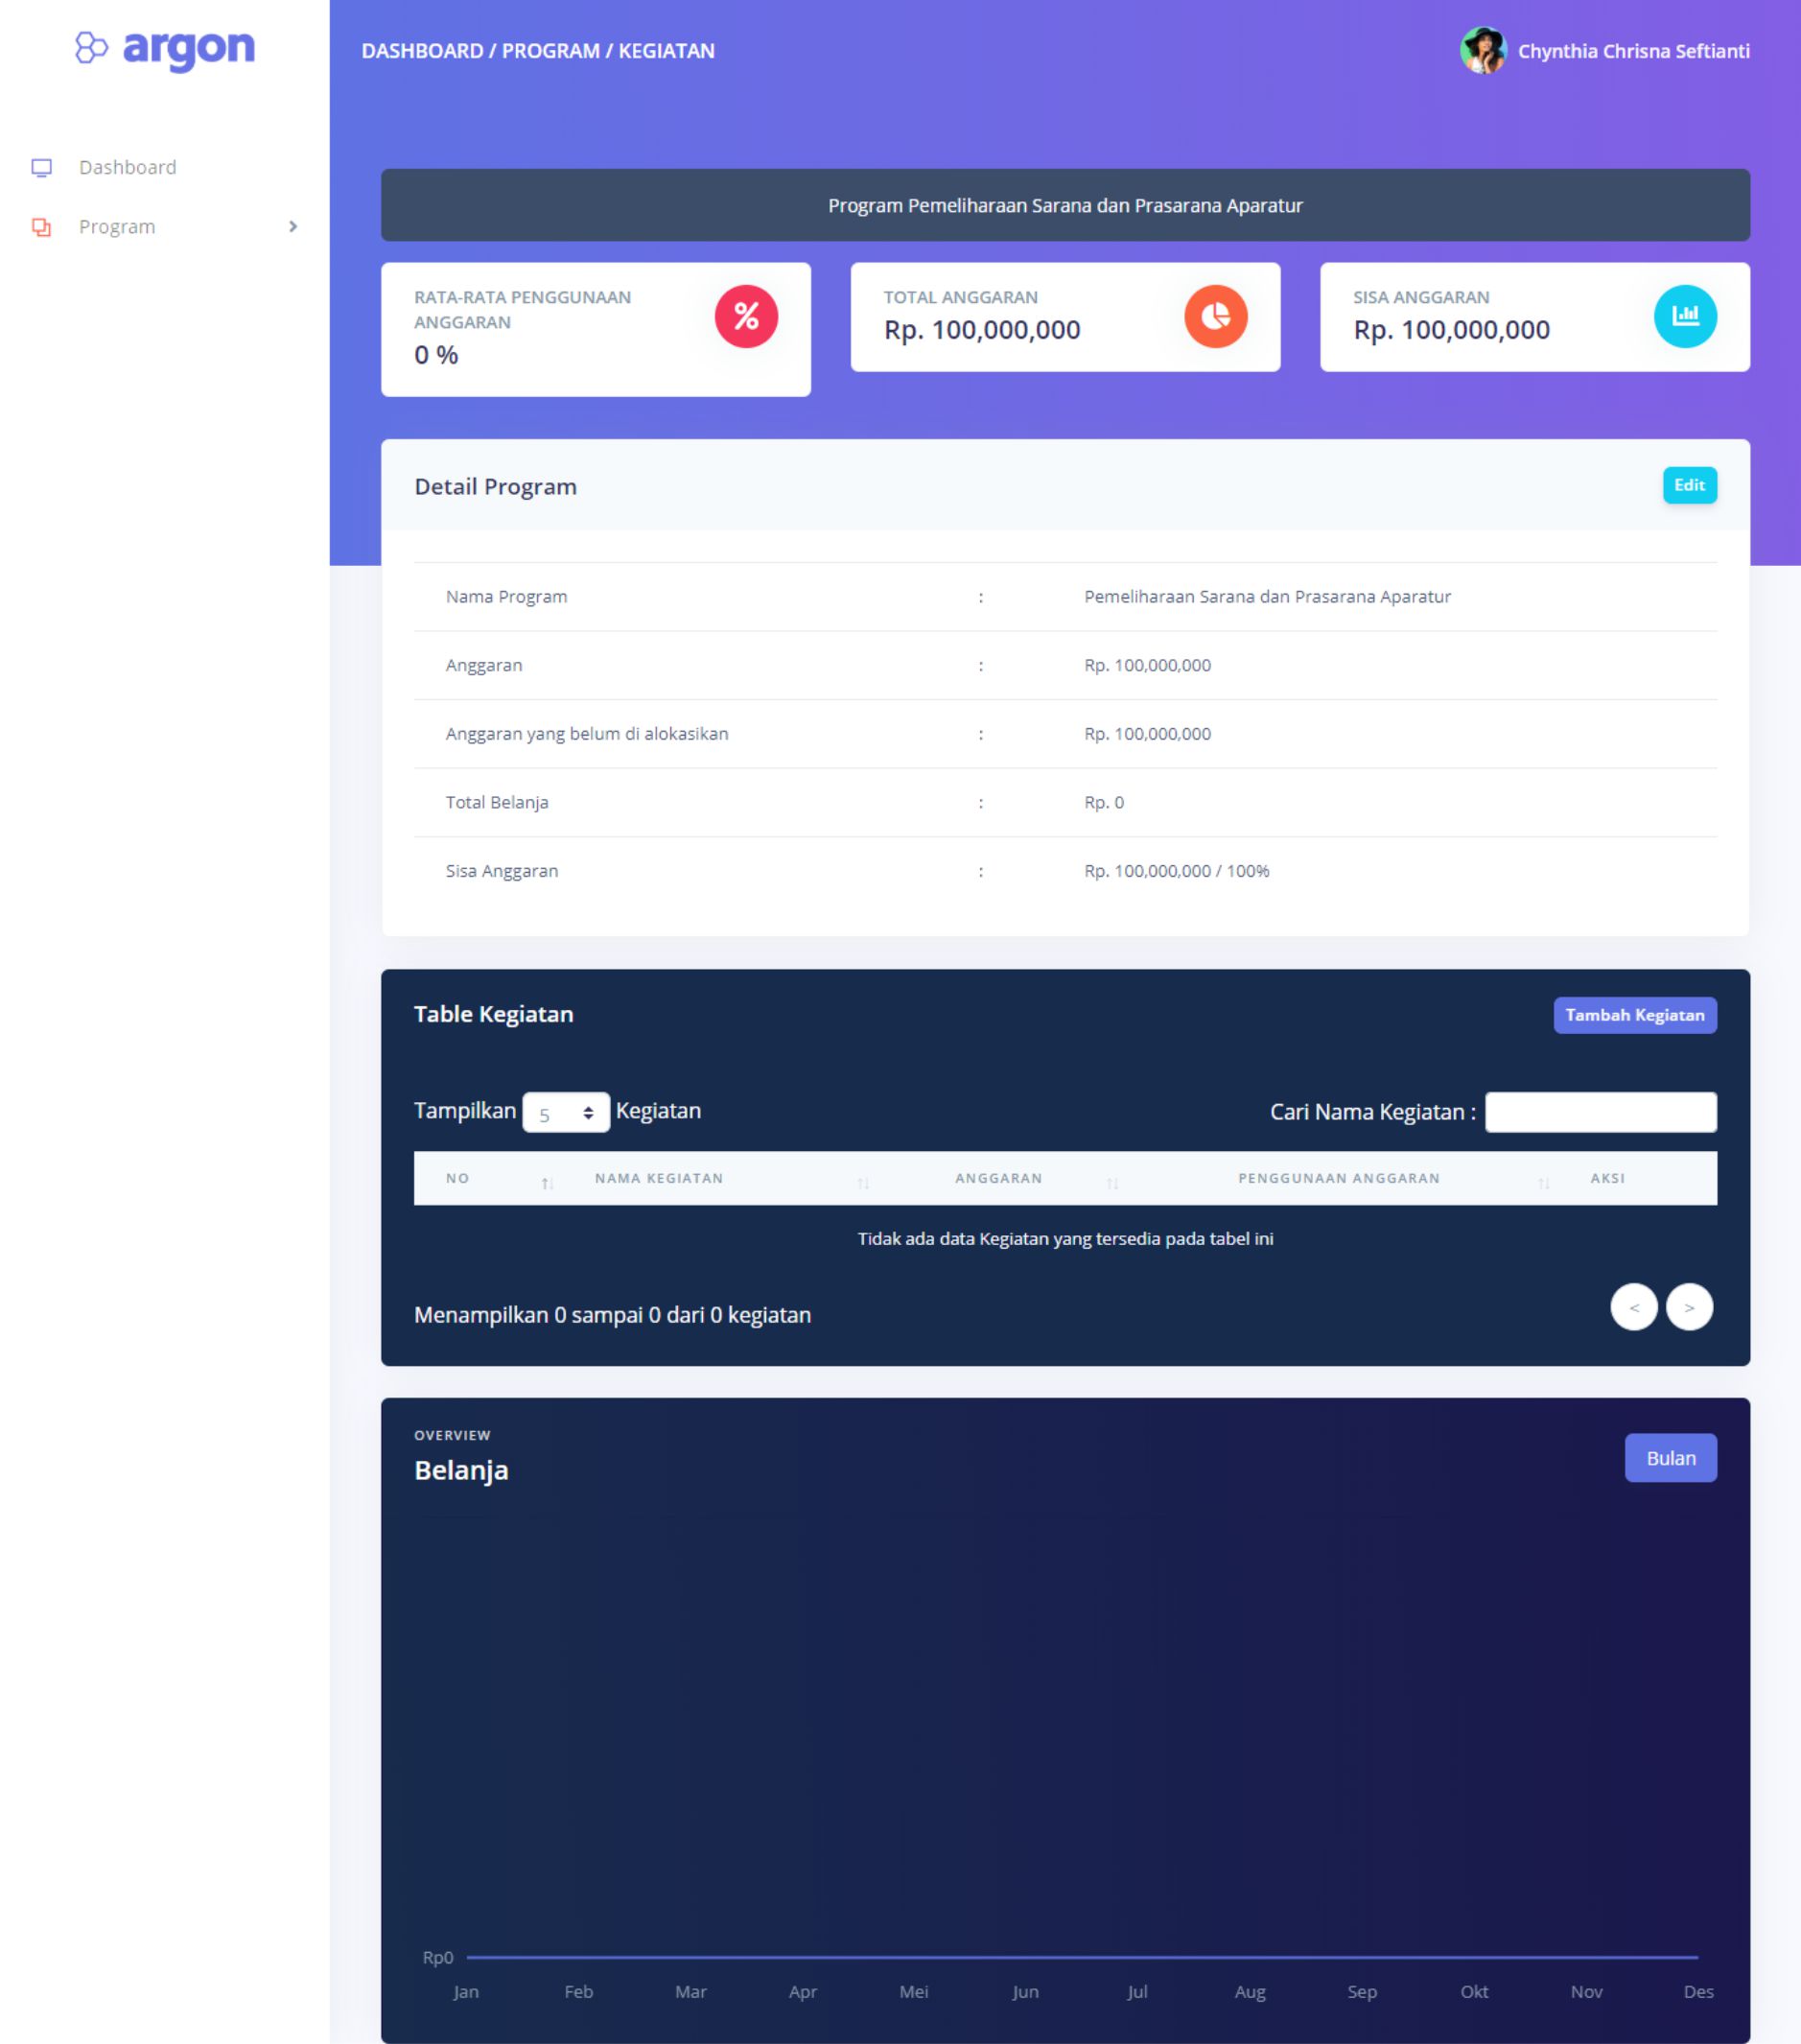 argon
DASHBOARD / PROGRAM / KEGIATAN
Chynthia Chrisna Seftianti
Dashboard
Program
Program Pemeliharaan Sarana dan Prasarana Aparatur
RATA-RATA PENGGUNAAN
ANGGARAN
0 %
TOTAL ANGGARAN
Rp. 100,000,000
SISA ANGGARAN
Rp. 100,000,000
Detail Program
Edit
Nama Program : Pemeliharaan Sarana dan Prasarana Aparatur
Anggaran : Rp. 100,000,000
Anggaran yang belum di alokasikan : Rp. 100,000,000
Total Belanja : Rp. 0
Sisa Anggaran : Rp. 100,000,000 / 100%
Table Kegiatan
Tambah Kegiatan
Tampilkan 5 Kegiatan
Cari Nama Kegiatan :
NO NAMA KEGIATAN ANGGARAN PENGGUNAAN ANGGARAN AKSI
Tidak ada data Kegiatan yang tersedia pada tabel ini
Menampilkan 0 sampai 0 dari 0 kegiatan
< >
OVERVIEW
Belanja
Bulan
Rp0
Jan Feb Mar Apr Mei Jun Jul Aug Sep Okt Nov Des